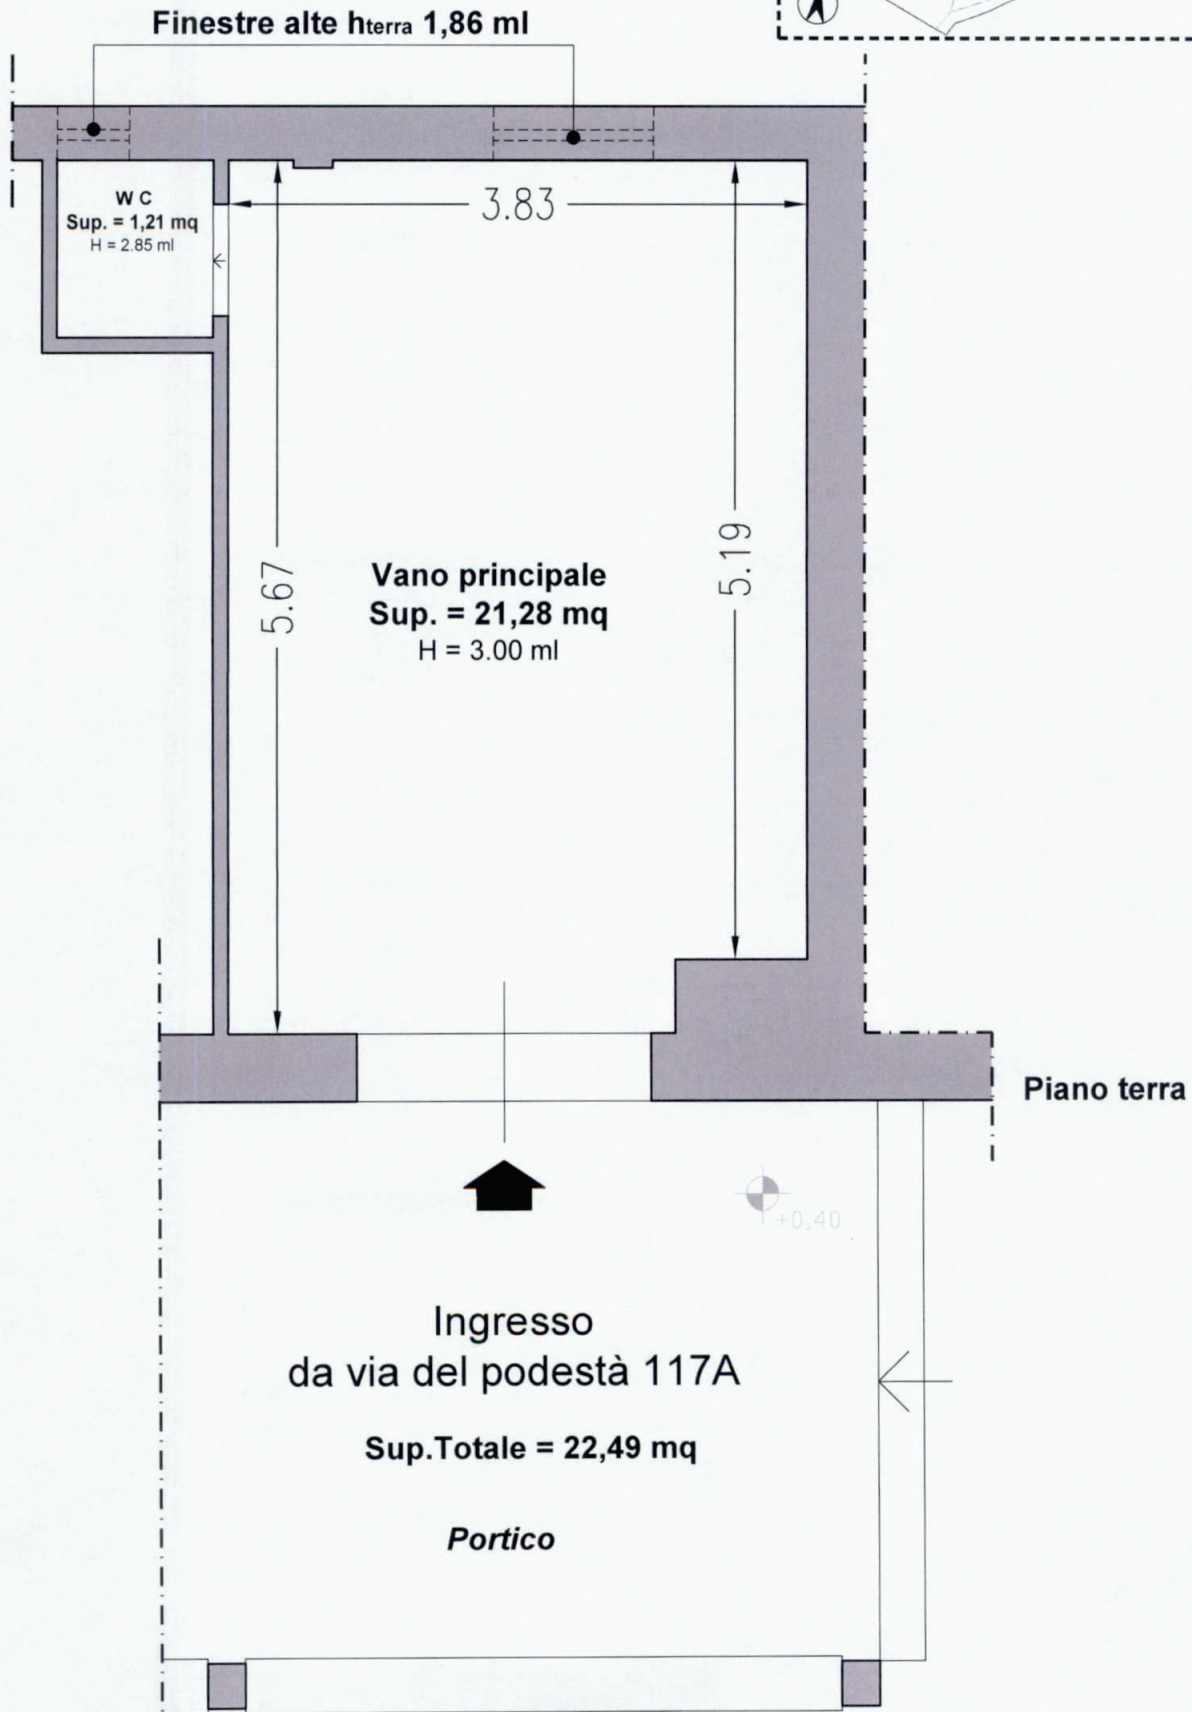 Finestre alte hterra 1,86 ml
W C
Sup. = 1,21 mq
H = 2.85 ml
3.83
5.67
5.19
Vano principale
Sup. = 21,28 mq
H = 3.00 ml
Piano terra
+0,40
Ingresso
da via del podestà 117A
Sup.Totale = 22,49 mq
Portico